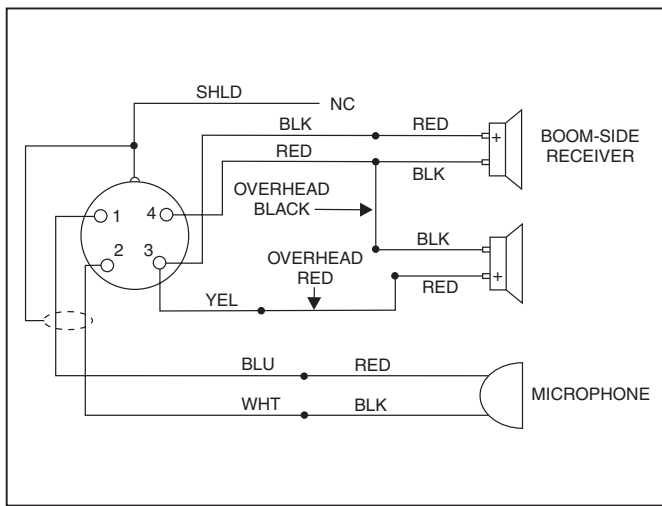 SHLD
NC
BLK
RED
+
BOOM-SIDE
RECEIVER
RED
BLK
1
4
OVERHEAD
BLACK
2
3
BLK
OVERHEAD
RED
+
YEL
RED
BLU
RED
MICROPHONE
WHT
BLK